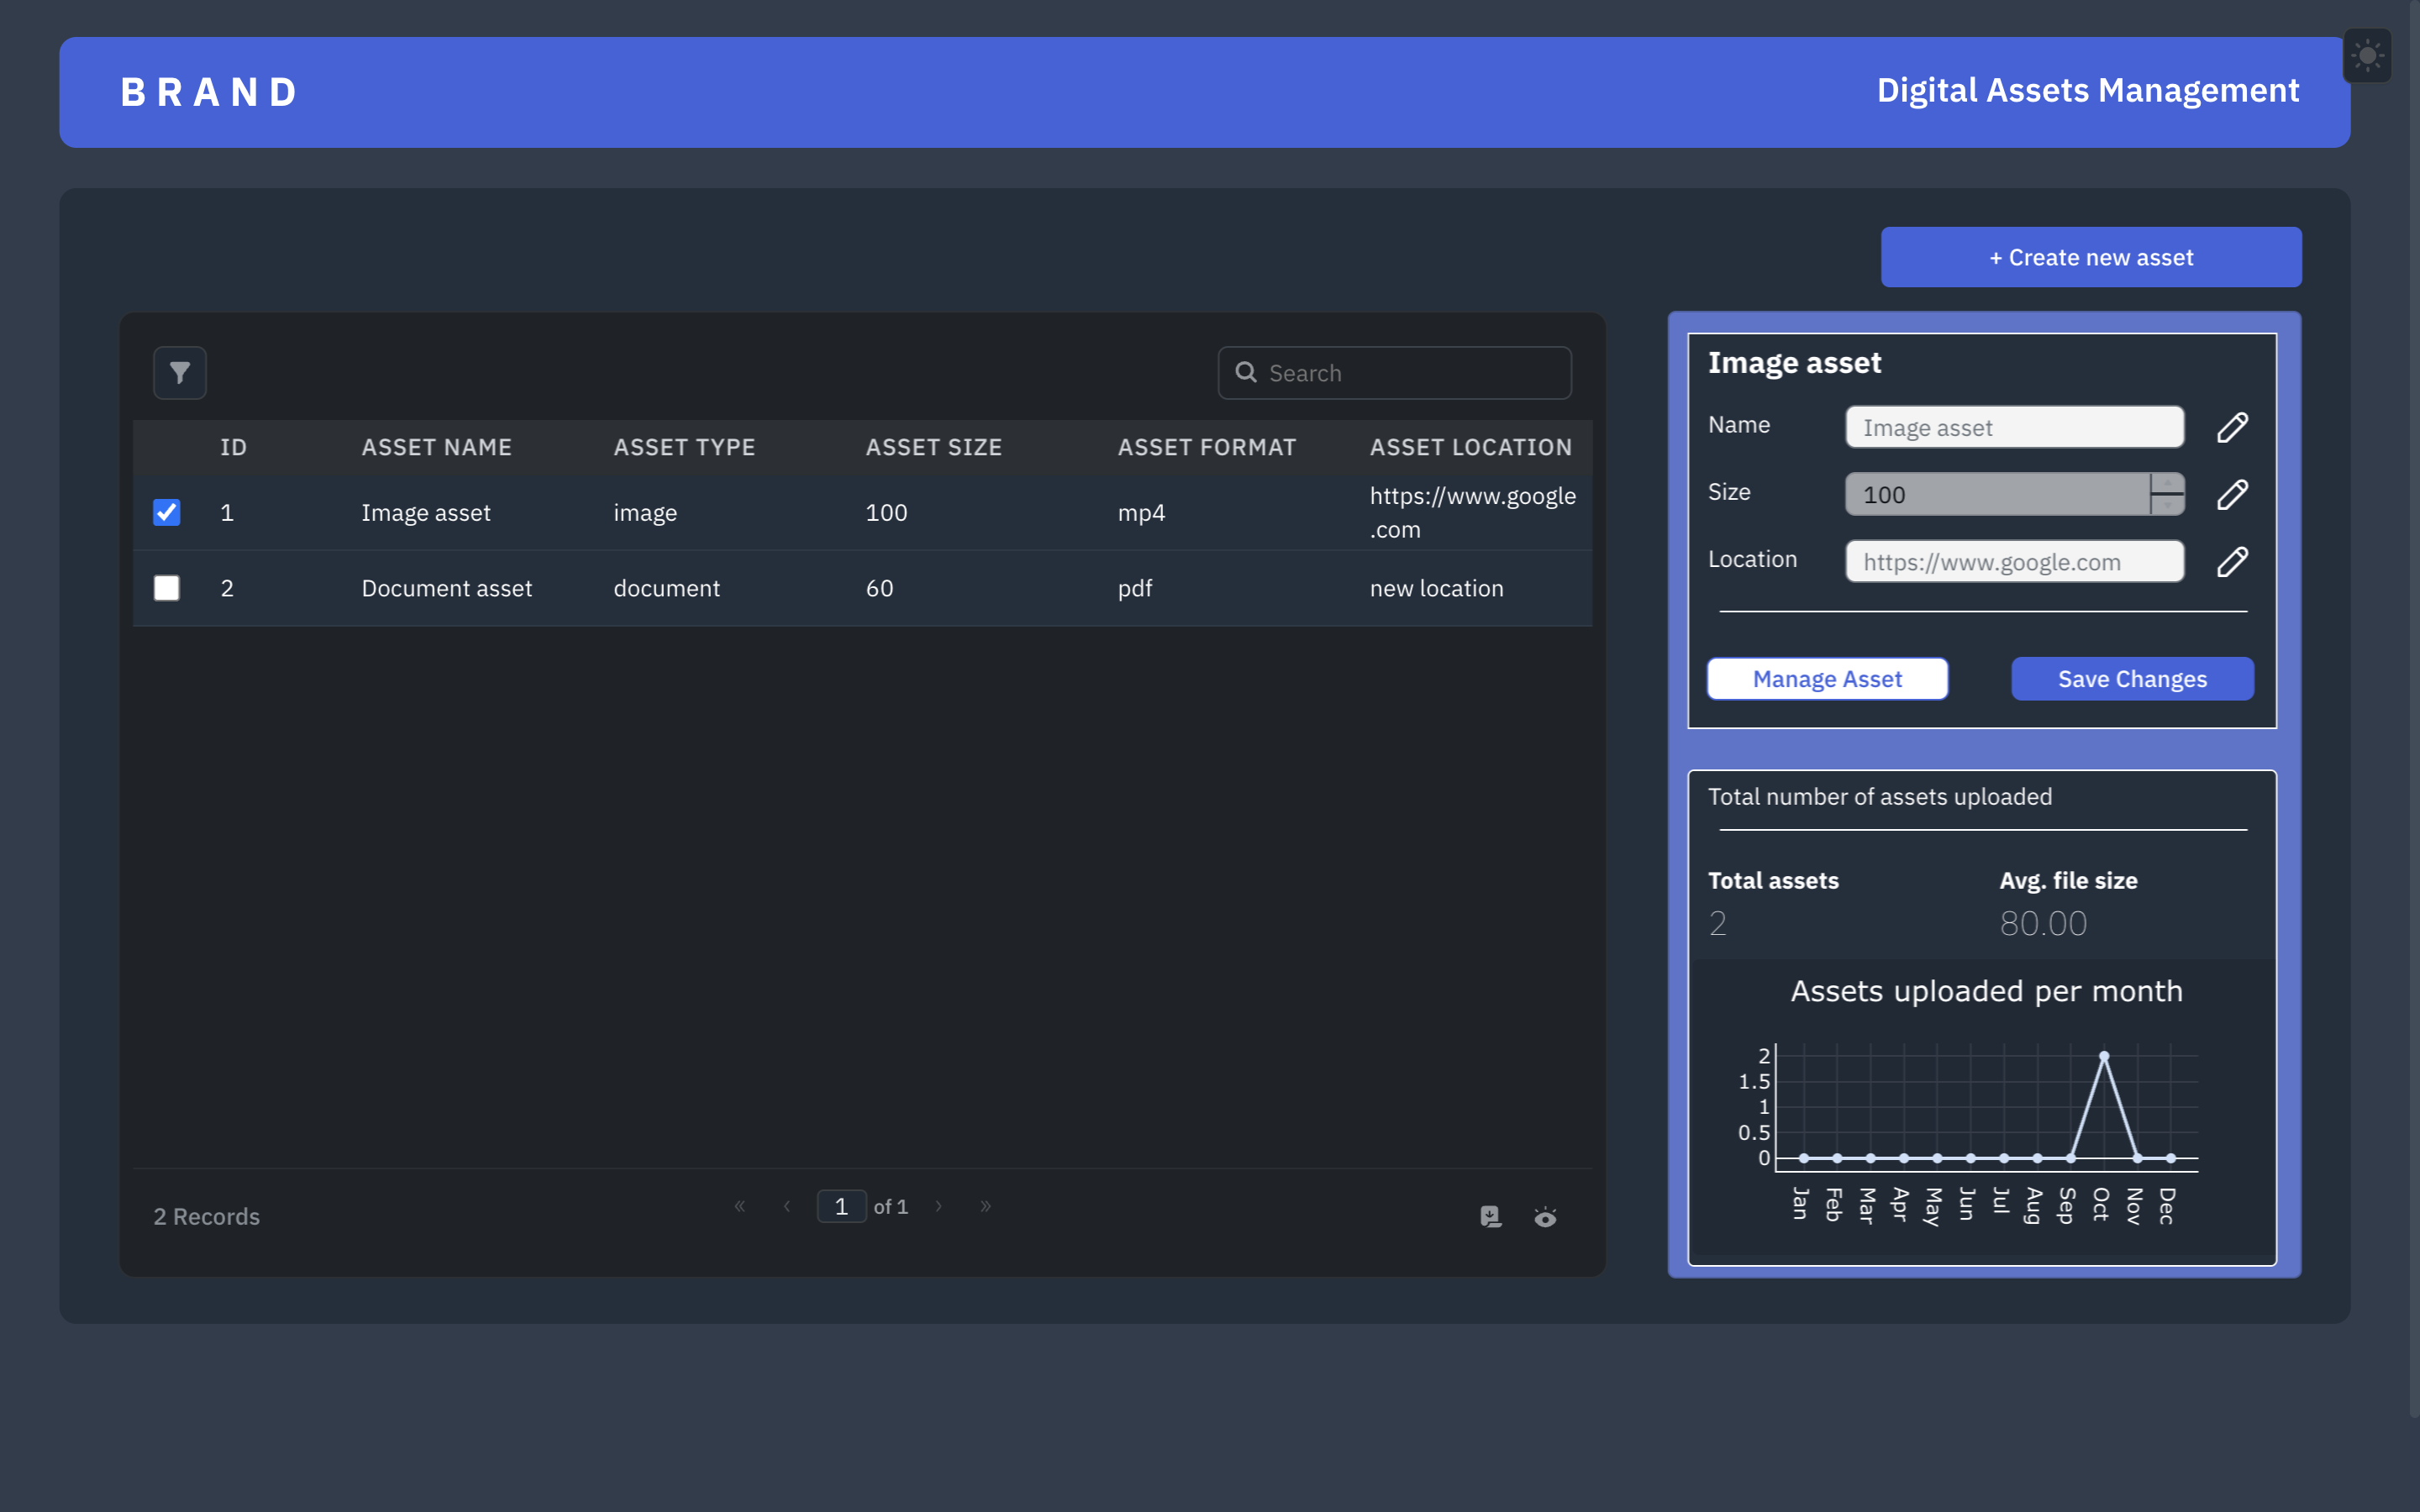 BRAND
Digital Assets Management
+ Create new asset
Search
ID ASSET NAME ASSET TYPE ASSET SIZE ASSET FORMAT ASSET LOCATION
1 Image asset image 100 mp4 https://www.google
.com
2 Document asset document 60 pdf new location
2 Records
« ‹ 1 of 1 › »
Image asset
Name Image asset
Size 100
Location https://www.google.com
Manage Asset Save Changes
Total number of assets uploaded
Total assets Avg. file size
2 80.00
Assets uploaded per month
2
1.5
1
0.5
0
Jan Feb Mar Apr May Jun Jul Aug Sep Oct Nov Dec